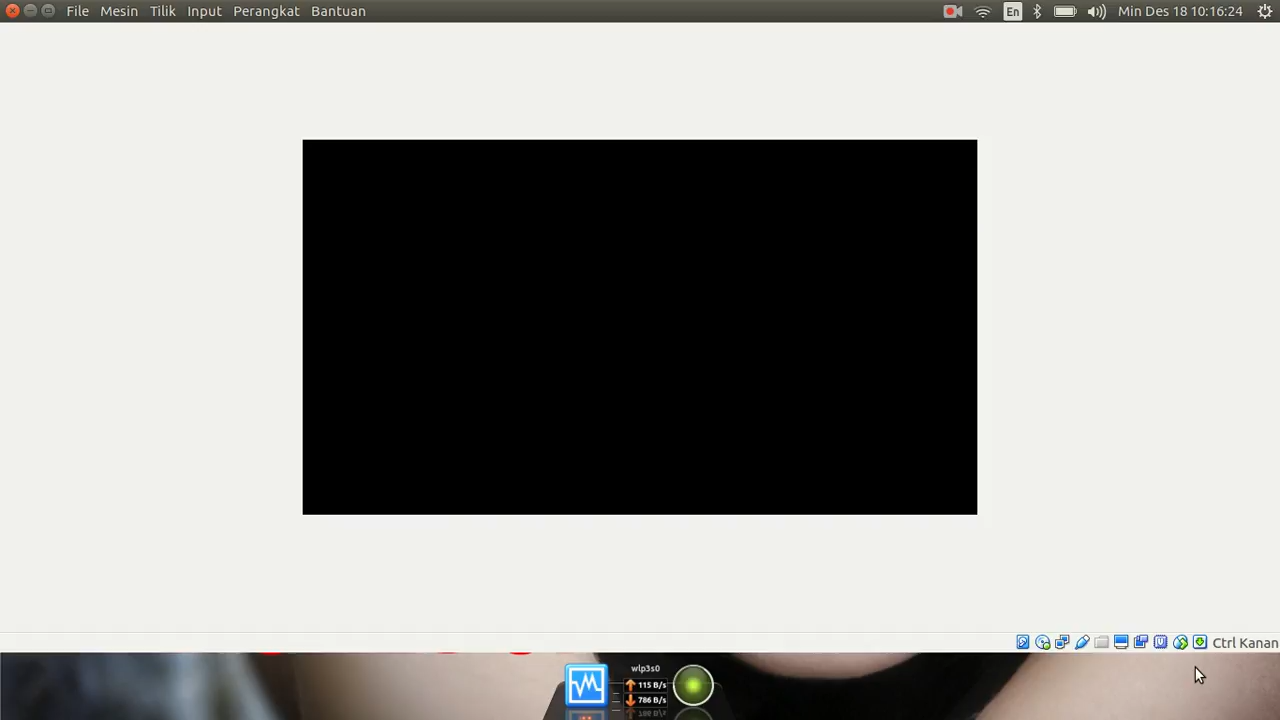 File Mesin Tilik Input Perangkat Bantuan En Min Des 18 10:16:24
Ctrl Kanan
wlp3s0
115 B/s
786 B/s